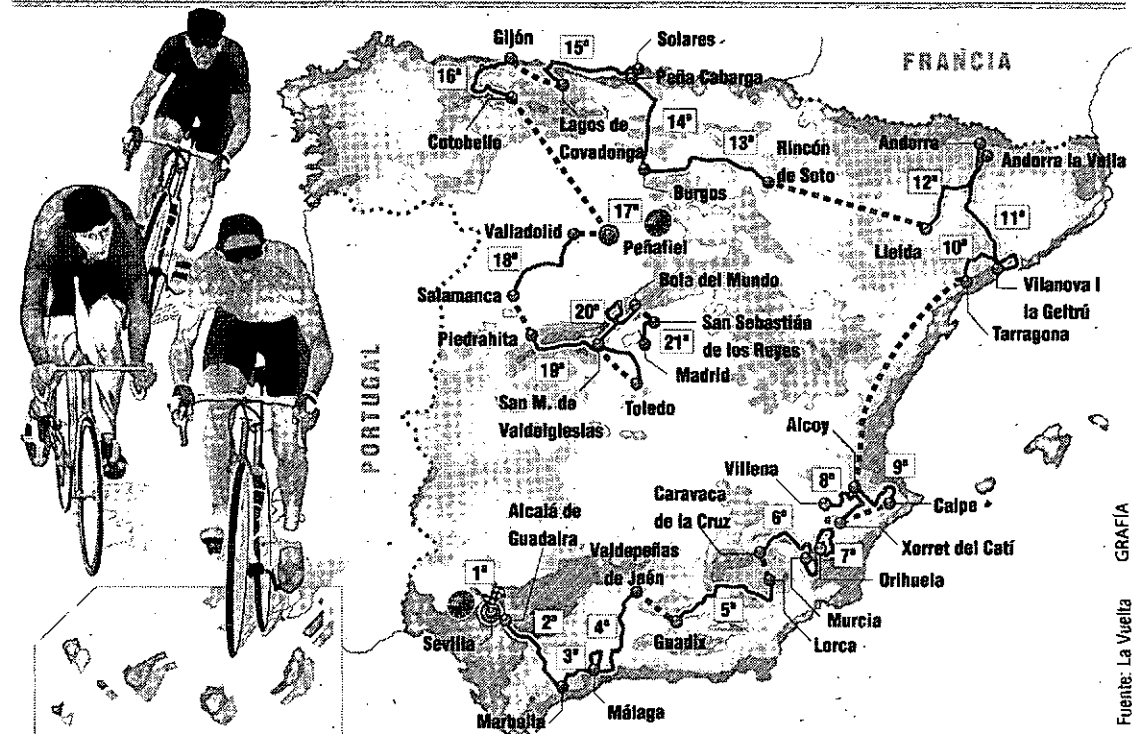 Gijón
15ª
Solares
FRANCIA
16ª
Peña Cabarga
Cotobello
Lagos de
Covadonga
14ª
13ª
Rincón
de Soto
Andorra
Andorra la Vella
12ª
Burgos
11ª
17ª
Valladolid
Peñafiel
Lleida
10ª
18ª
Bola del Mundo
Vilanova I
la Geltrú
Salamanca
20ª
Tarragona
Piedrahita
San Sebastián
de los Reyes
21ª
19ª
Madrid
PORTUGAL
San M. de
Valdeiglesias
Toledo
Alcoy
Villena
8ª
9ª
Caravaca
de la Cruz
Calpe
6ª
Alcalá de
Guadaira
Valdepeñas
de Jaén
Xorret del Catí
7ª
1ª
Orihuela
Sevilla
2ª
4ª
5ª
Murcia
Guadix
Lorca
3ª
Marbella
Málaga
Fuente: La Vuelta GRAFÍA